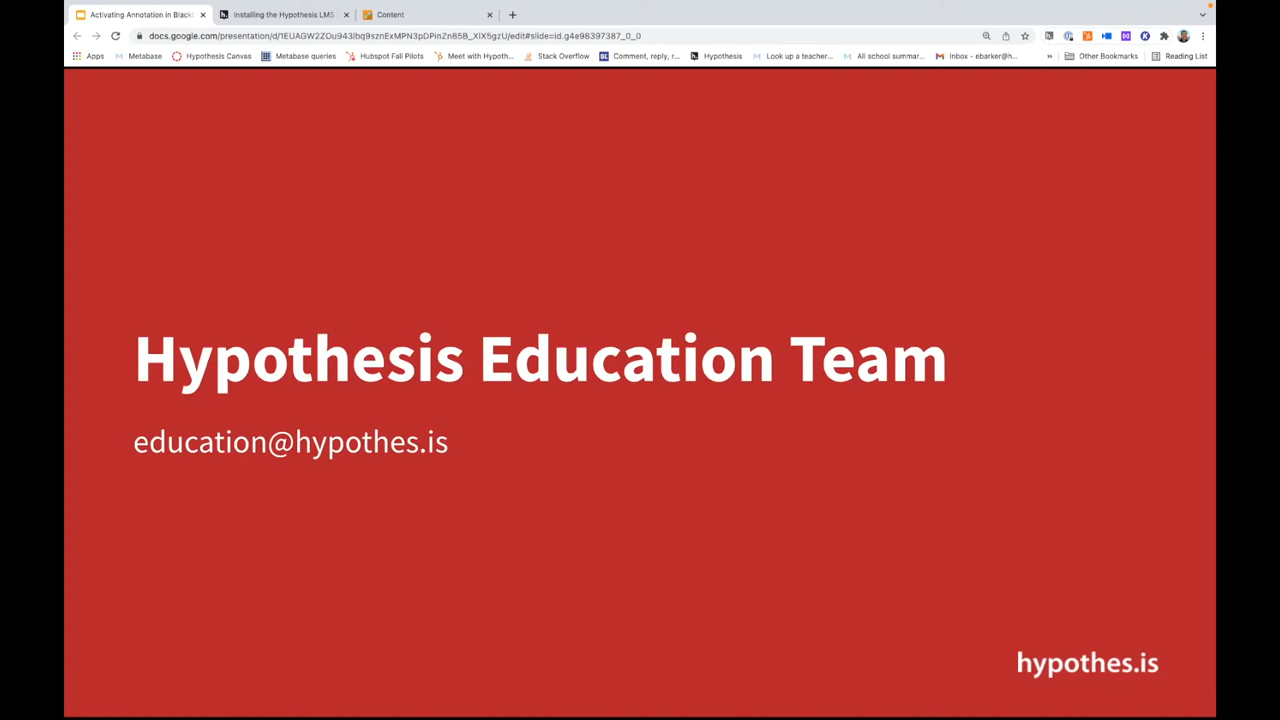 Activating Annotation in Black
Installing the Hypothesis LMS
Content
docs.google.com/presentation/d/1EUAGW2ZOu943lbq9sznExMPN3pDPinZn85B_XIX5gzU/edit#slide=id.g4e98397387_0_0
Apps
Metabase
Hypothesis Canvas
Metabase queries
Hubspot Fall Pilots
Meet with Hypoth...
Stack Overflow
Comment, reply, r...
Hypothesis
Look up a teacher...
All school summar...
Inbox - ebarker@h...
Other Bookmarks
Reading List
Hypothesis Education Team
education@hypothes.is
hypothes.is